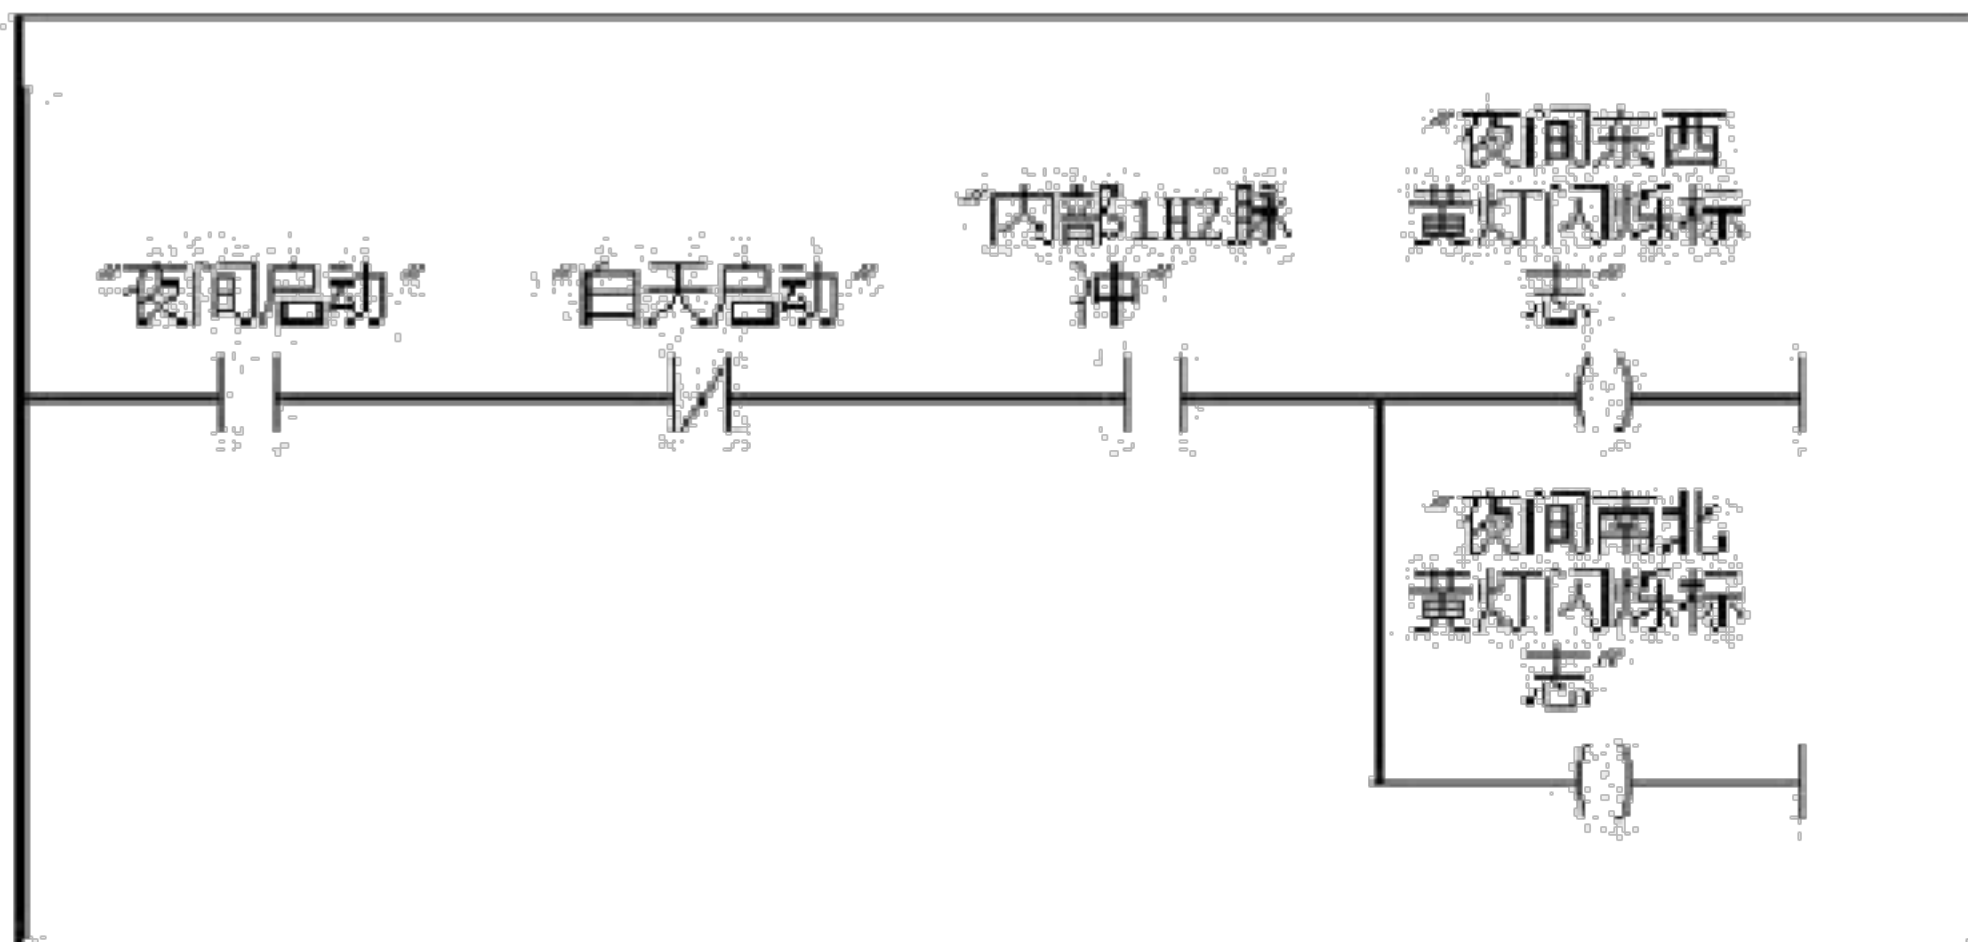 "夜间启动"
"白天启动"
"内部1HZ脉
冲"
"夜间东西
黄灯闪烁标
志"
"夜间南北
黄灯闪烁标
志"